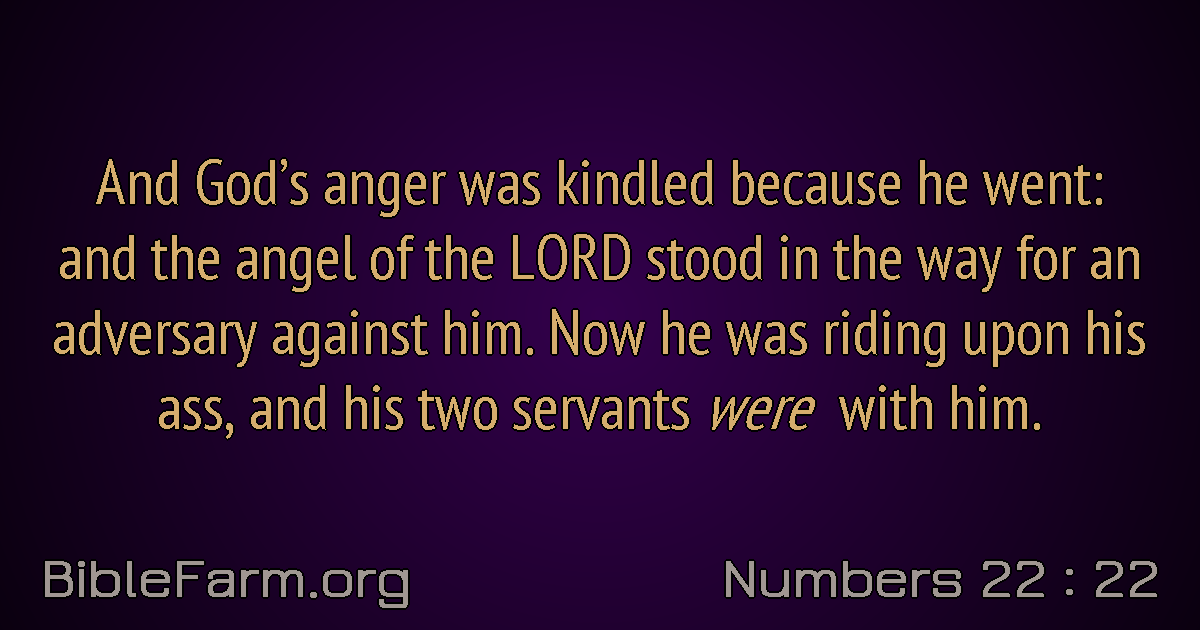 And God’s anger was kindled because he went:
and the angel of the LORD stood in the way for an
adversary against him. Now he was riding upon his
ass, and his two servants were with him.
BibleFarm.org
Numbers 22 : 22